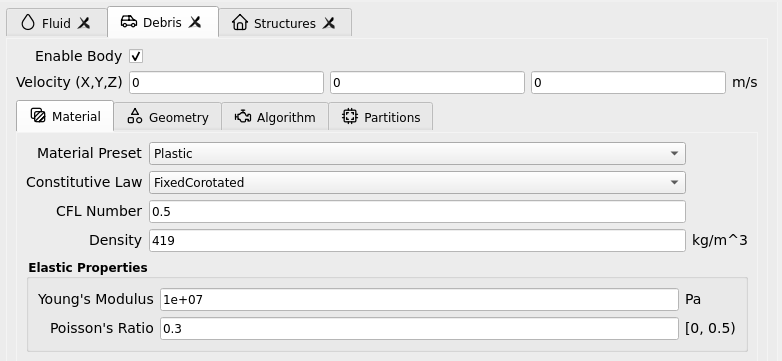 Fluid Debris Structures
Enable Body
Velocity (X,Y,Z) 0 0 0 m/s
Material Geometry Algorithm Partitions
Material Preset Plastic
Constitutive Law FixedCorotated
CFL Number 0.5
Density 419 kg/m^3
Elastic Properties
Young's Modulus 1e+07 Pa
Poisson's Ratio 0.3 [0, 0.5)